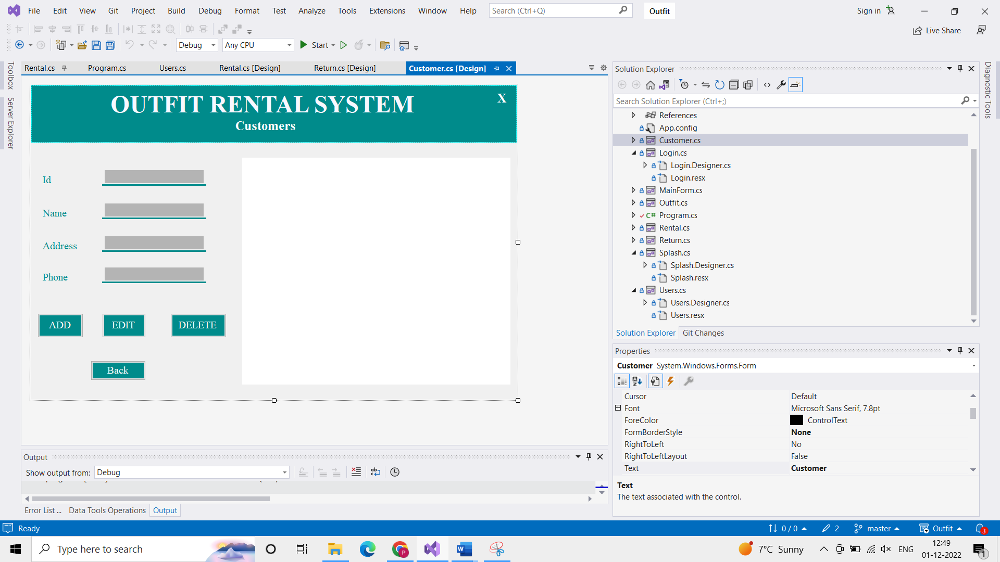 File Edit View Git Project Build Debug Format Test Analyze Tools Extensions Window Help Search (Ctrl+Q) Outfit Sign in
Live Share
Debug Any CPU Start
Toolbox
Server Explorer
Rental.cs Program.cs Users.cs Rental.cs [Design] Return.cs [Design] Customer.cs [Design]
OUTFIT RENTAL SYSTEM X
Customers
Id
Name
Address
Phone
ADD EDIT DELETE
Back
Output
Show output from: Debug
Error List ... Data Tools Operations Output
Solution Explorer
Search Solution Explorer (Ctrl+;)
References
App.config
Customer.cs
Login.cs
Login.Designer.cs
Login.resx
MainForm.cs
Outfit.cs
C# Program.cs
Rental.cs
Return.cs
Splash.cs
Splash.Designer.cs
Splash.resx
Users.cs
Users.Designer.cs
Users.resx
Solution Explorer Git Changes
Diagnostic Tools
Properties
Customer System.Windows.Forms.Form
Cursor Default
Font Microsoft Sans Serif, 7.8pt
ForeColor ControlText
FormBorderStyle None
RightToLeft No
RightToLeftLayout False
Text Customer
Text
The text associated with the control.
Ready 0 / 0 2 master Outfit 3
Type here to search P W 7°C Sunny ENG 12:49
01-12-2022 1